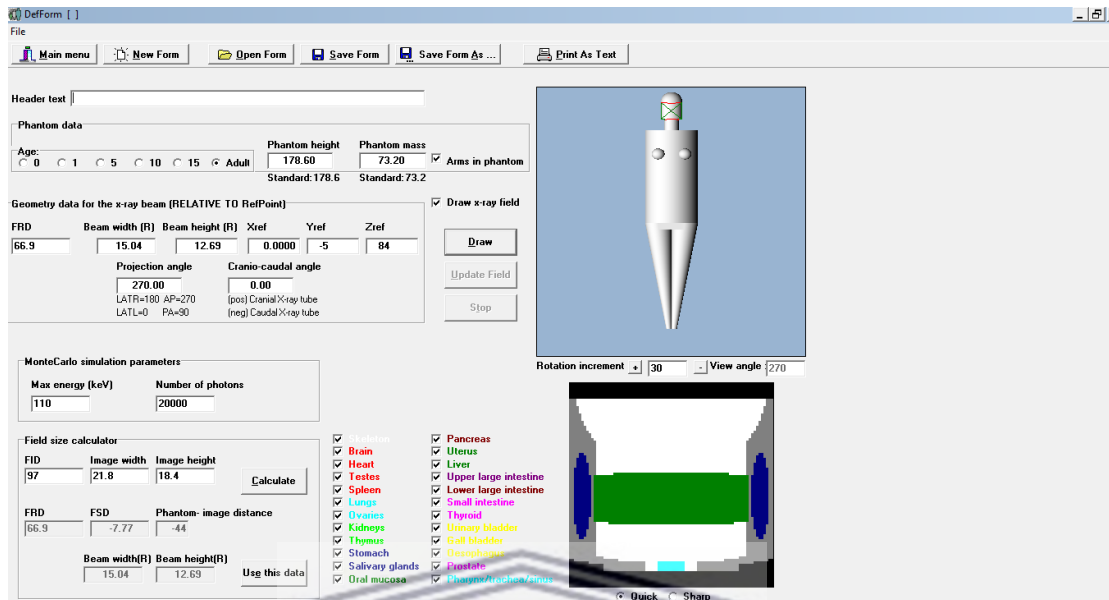 DefForm [ ]
File
Main menu New Form Open Form Save Form Save Form As ... Print As Text
Header text
Phantom data
Age:
0 1 5 10 15 Adult
Phantom height Phantom mass
178.60 73.20 Arms in phantom
Standard:178.6 Standard:73.2
Geometry data for the x-ray beam (RELATIVE TO RefPoint)
Draw x-ray field
FRD Beam width (R) Beam height (R) Xref Yref Zref
66.9 15.04 12.69 0.0000 -5 84
Draw
Projection angle Cranio-caudal angle
270.00 0.00
Update Field
LATR=180 AP=270 (pos) Cranial X-ray tube
LATL=0 PA=90 (neg) Caudal X-ray tube
Stop
MonteCarlo simulation parameters
Max energy (keV) Number of photons
110 20000
Rotation increment + 30 - View angle : 270
Field size calculator
FID Image width Image height
97 21.8 18.4
Calculate
FRD FSD Phantom- image distance
66.9 -7.77 -44
Beam width(R) Beam height(R)
15.04 12.69
Use this data
Skeleton Pancreas
Brain Uterus
Heart Liver
Testes Upper large intestine
Spleen Lower large intestine
Lungs Small intestine
Ovaries Thyroid
Kidneys Urinary bladder
Thymus Gall bladder
Stomach Oesophagus
Salivary glands Prostate
Oral mucosa Pharynx/trachea/sinus
Quick Sharp